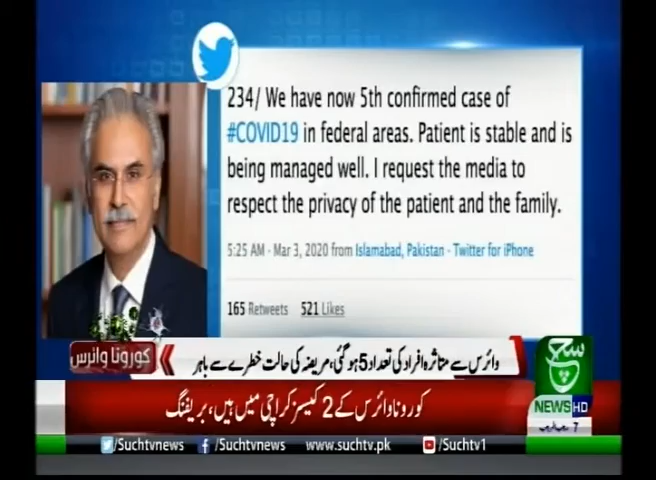 234/ We have now 5th confirmed case of
#COVID19 in federal areas. Patient is stable and is
being managed well. I request the media to
respect the privacy of the patient and the family.
5:25 AM - Mar 3, 2020 from Islamabad, Pakistan - Twitter for iPhone
165 Retweets 521 Likes
کورونا وائرس
وائرس سے متاثرہ افراد کی تعداد 5 ہوگئی، مریضہ کی حالت خطرے سے باہر
سچ
NEWS HD
کورونا وائرس کے 2 کیسز کراچی میں ہیں، بریفنگ
/Suchtvnews /Suchtvnews www.suchtv.pk /Suchtv1